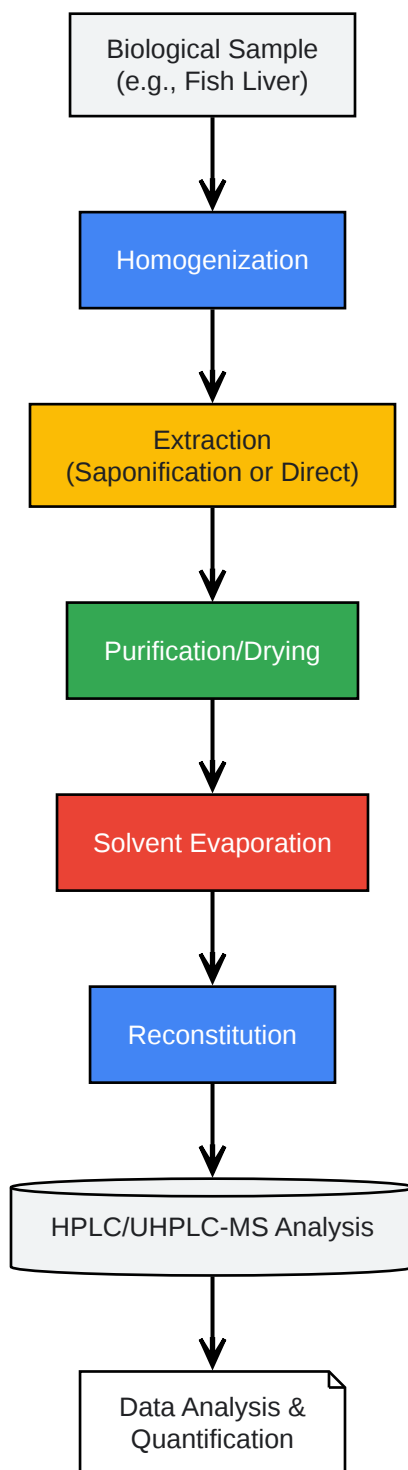 Biological Sample
(e.g., Fish Liver)
Homogenization
Extraction
(Saponification or Direct)
Purification/Drying
Solvent Evaporation
Reconstitution
HPLC/UHPLC-MS Analysis
Data Analysis &
Quantification